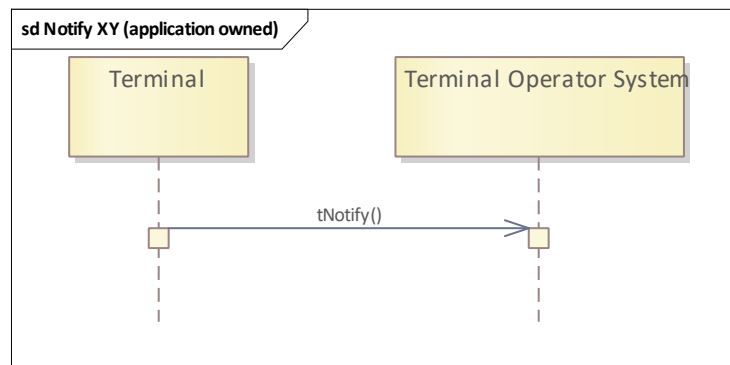 sd Notify XY (application owned)
Terminal
Terminal Operator System
tNotify()